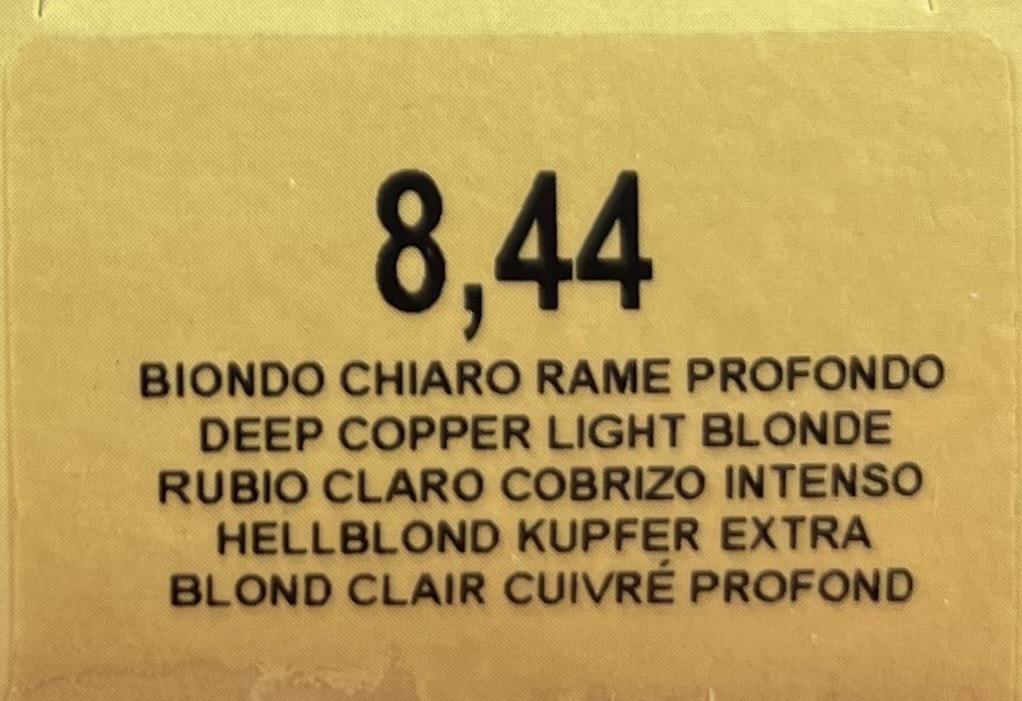 8,44
BIONDO CHIARO RAME PROFONDO
DEEP COPPER LIGHT BLONDE
RUBIO CLARO COBRIZO INTENSO
HELLBLOND KUPFER EXTRA
BLOND CLAIR CUIVRÉ PROFOND